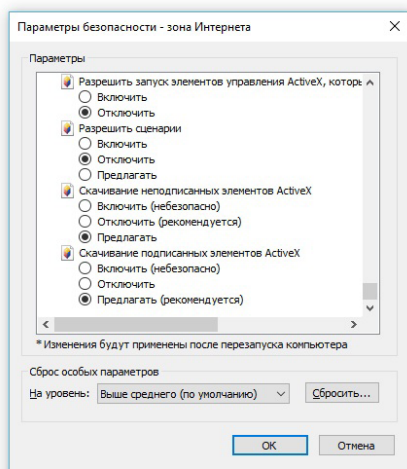 Параметры безопасности - зона Интернета
Параметры
Разрешить запуск элементов управления ActiveX, которы
Включить
Отключить
Разрешить сценарии
Включить
Отключить
Предлагать
Скачивание неподписанных элементов ActiveX
Включить (небезопасно)
Отключить (рекомендуется)
Предлагать
Скачивание подписанных элементов ActiveX
Включить (небезопасно)
Отключить
Предлагать (рекомендуется)
* Изменения будут применены после перезапуска компьютера
Сброс особых параметров
На уровень: Выше среднего (по умолчанию) Сбросить...
ОК Отмена